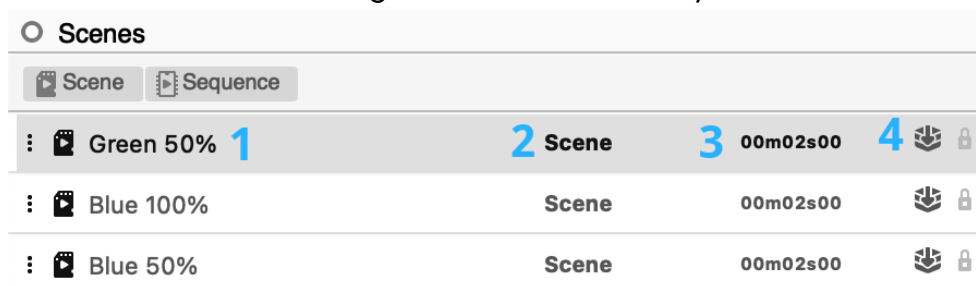 Scenes
Scene Sequence
Green 50% 1 2 Scene 3 00m02s00 4
Blue 100% Scene 00m02s00
Blue 50% Scene 00m02s00